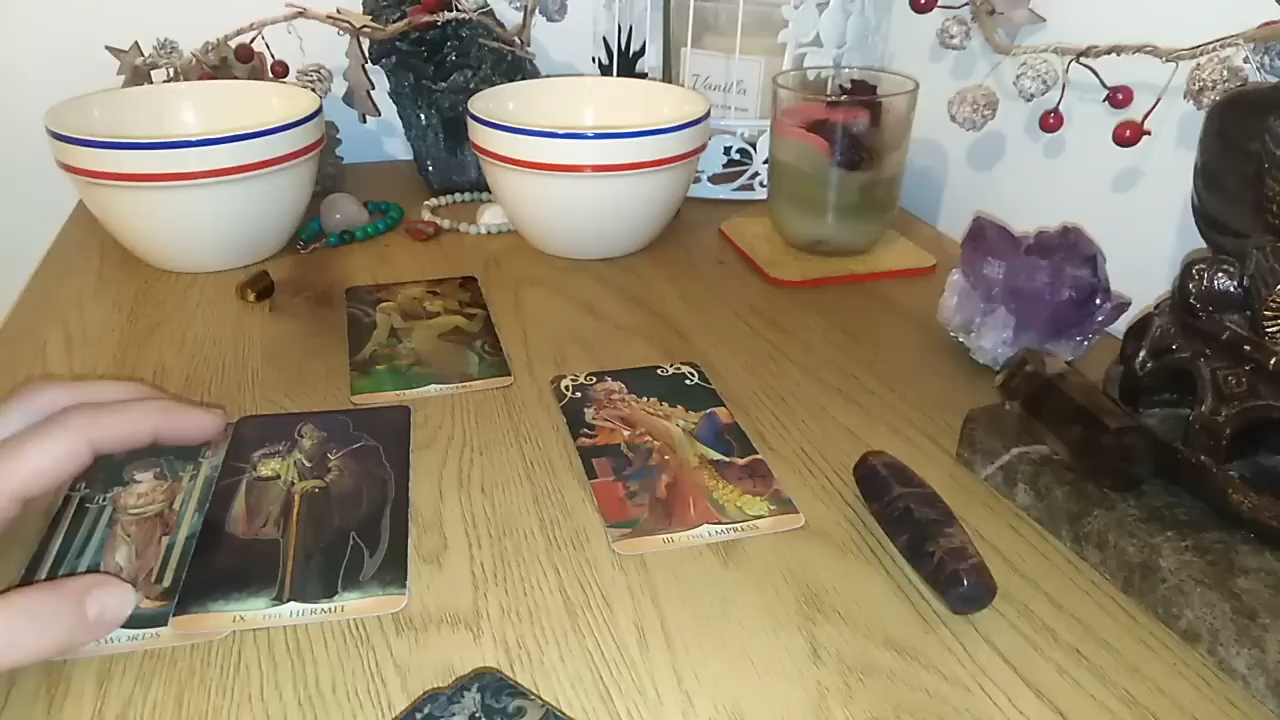 Vanilla
VI / THE LOVERS
IX / THE HERMIT
III / THE EMPRESS
SWORDS